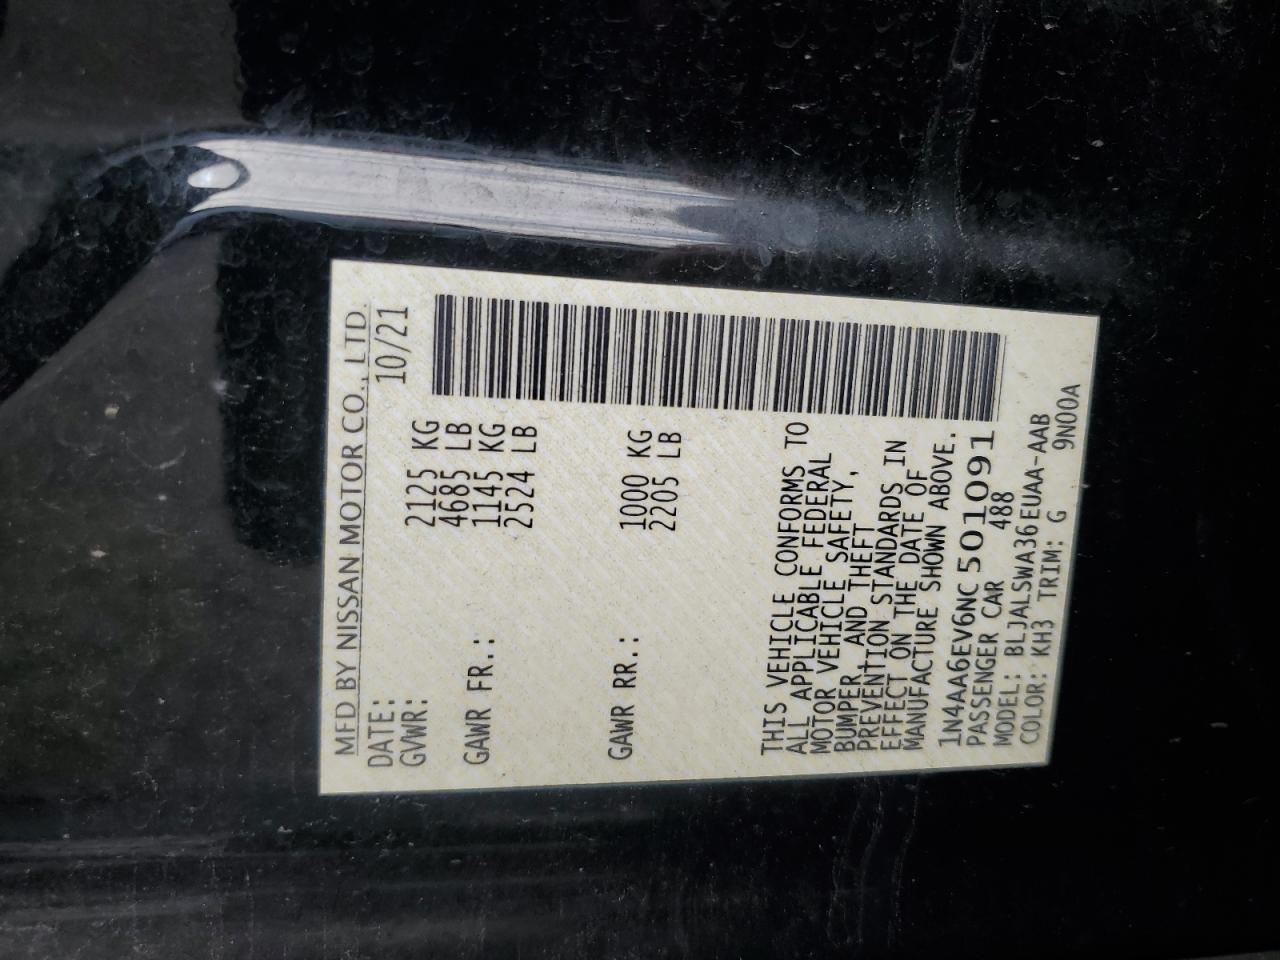 MFD BY NISSAN MOTOR CO., LTD.
DATE: 10/21
GVWR: 2125 KG
4685 LB
GAWR FR.: 1145 KG
2524 LB
GAWR RR.: 1000 KG
2205 LB
THIS VEHICLE CONFORMS TO
ALL APPLICABLE FEDERAL
MOTOR VEHICLE SAFETY,
BUMPER, AND THEFT
PREVENTION STANDARDS IN
EFFECT ON THE DATE OF
MANUFACTURE SHOWN ABOVE.
1N4AA6EV6NC501091
PASSENGER CAR 488
MODEL: BLJALSWA36EUAA-AAB
COLOR: KH3 TRIM: G 9N00A